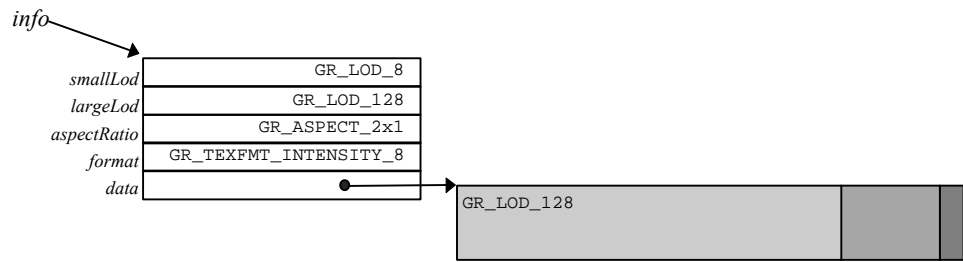 info
smallLod GR_LOD_8
largeLod GR_LOD_128
aspectRatio GR_ASPECT_2x1
format GR_TEXFMT_INTENSITY_8
data
GR_LOD_128